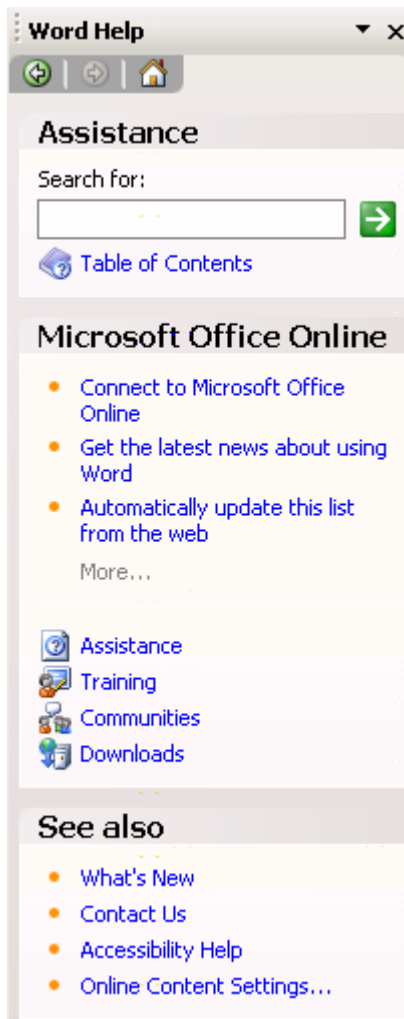 Word Help
Assistance
Search for:
Table of Contents
Microsoft Office Online
Connect to Microsoft Office
Online
Get the latest news about using
Word
Automatically update this list
from the web
More...
Assistance
Training
Communities
Downloads
See also
What's New
Contact Us
Accessibility Help
Online Content Settings...